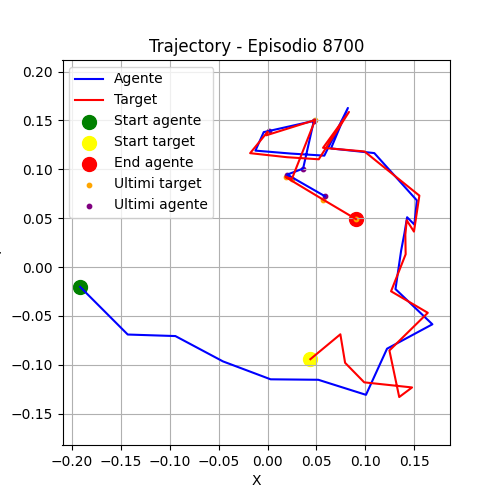 Trajectory - Episodio 8700
Agente
Target
Start agente
Start target
End agente
Ultimi target
Ultimi agente
0.20
0.15
0.10
0.05
0.00
−0.05
−0.10
−0.15
−0.20 −0.15 −0.10 −0.05 0.00 0.05 0.10 0.15
X